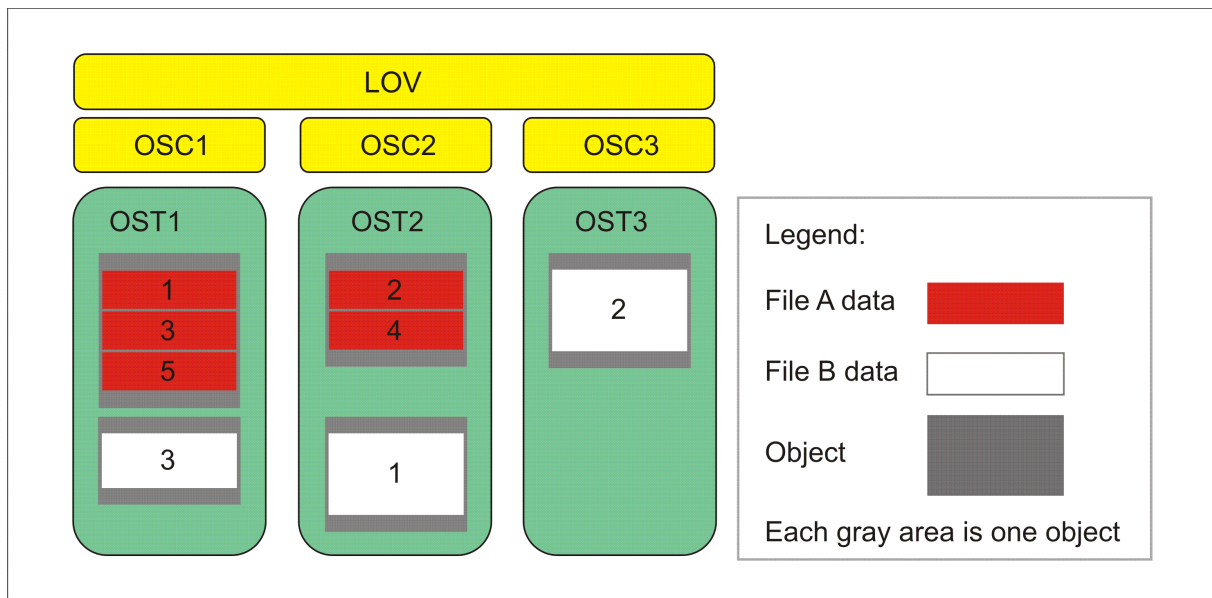 LOV
OSC1
OSC2
OSC3
OST1
1
3
5
3
OST2
2
4
1
OST3
2
Legend:
File A data
File B data
Object
Each gray area is one object